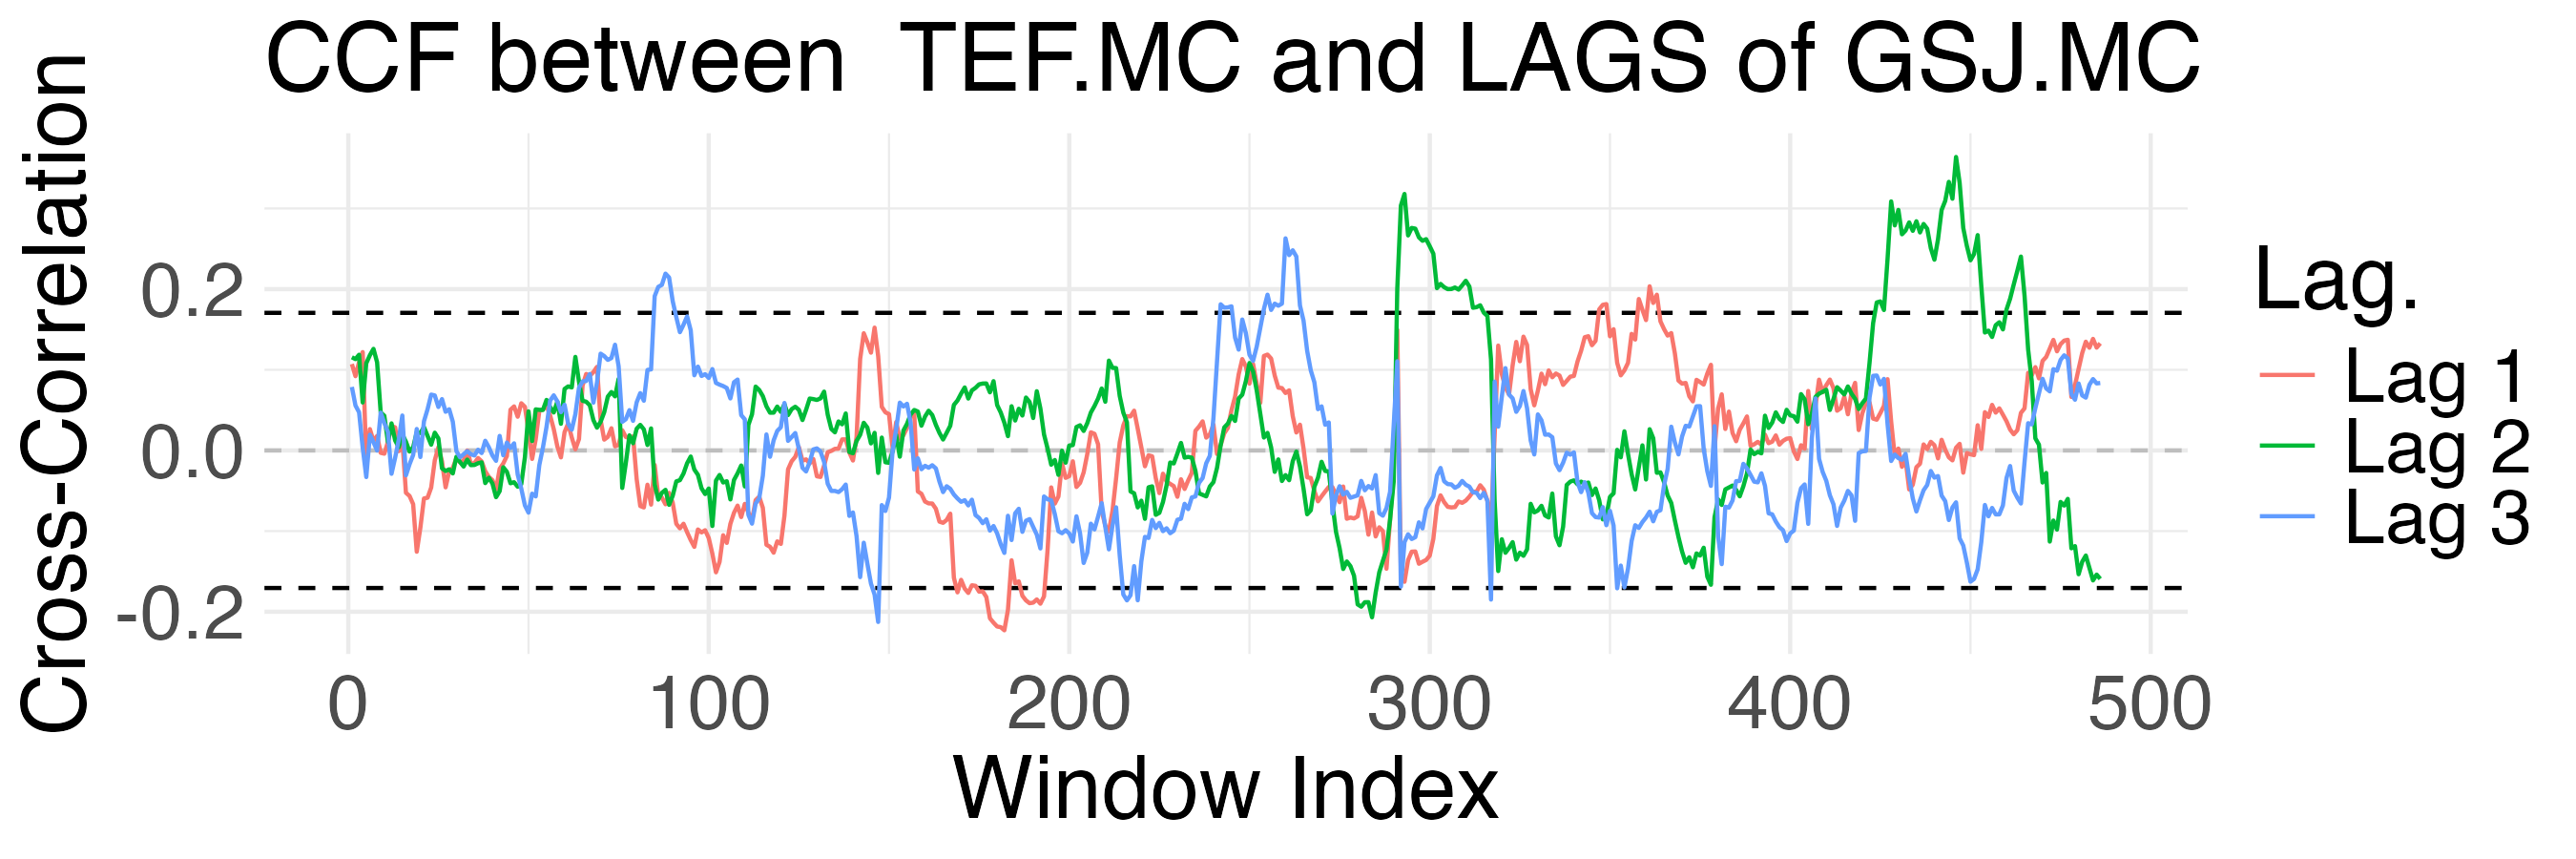 CCF between  TEF.MC and LAGS of GSJ.MC
Cross-Correlation
0.2
0.0
-0.2
0 100 200 300 400 500
Window Index
Lag.
Lag 1
Lag 2
Lag 3